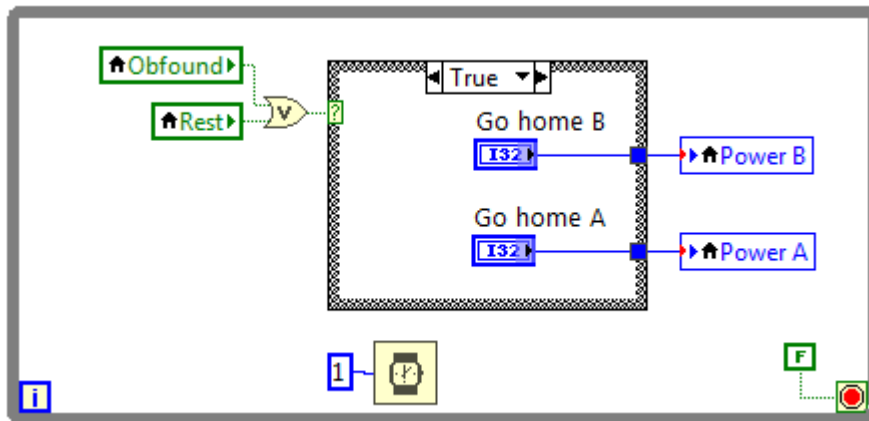 Obfound
Rest
V
?
True
Go home B
I32
Power B
Go home A
I32
Power A
1
F
i